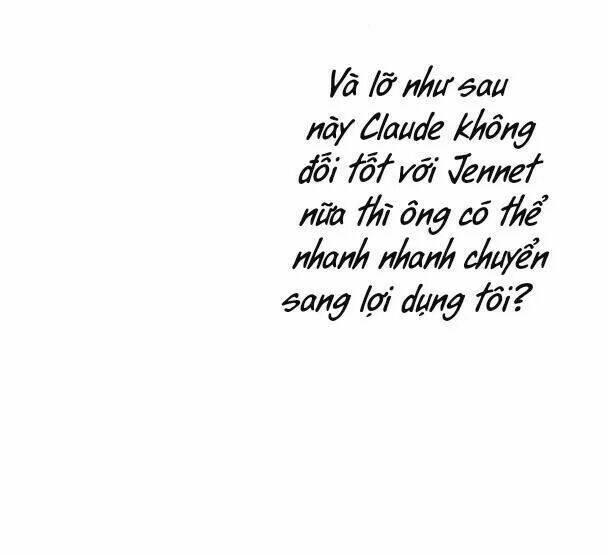 Và lỡ như sau
này Claude không
đối tốt với Jennet
nữa thì ông có thể
nhanh nhanh chuyển
sang lợi dụng tôi?